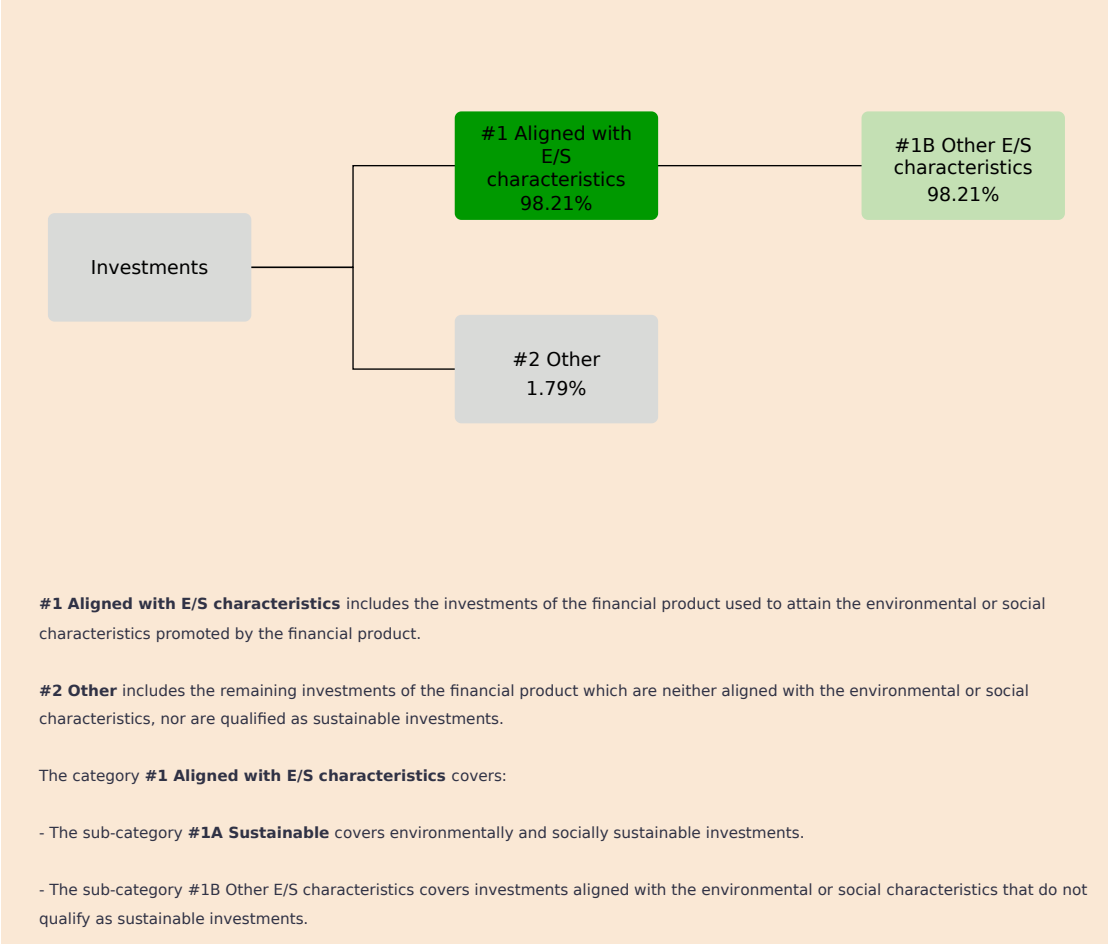 #1 Aligned with
E/S
characteristics
98.21%
#1B Other E/S
characteristics
98.21%
Investments
#2 Other
1.79%
#1 Aligned with E/S characteristics includes the investments of the financial product used to attain the environmental or social
characteristics promoted by the financial product.
#2 Other includes the remaining investments of the financial product which are neither aligned with the environmental or social
characteristics, nor are qualified as sustainable investments.
The category #1 Aligned with E/S characteristics covers:
- The sub-category #1A Sustainable covers environmentally and socially sustainable investments.
- The sub-category #1B Other E/S characteristics covers investments aligned with the environmental or social characteristics that do not
qualify as sustainable investments.